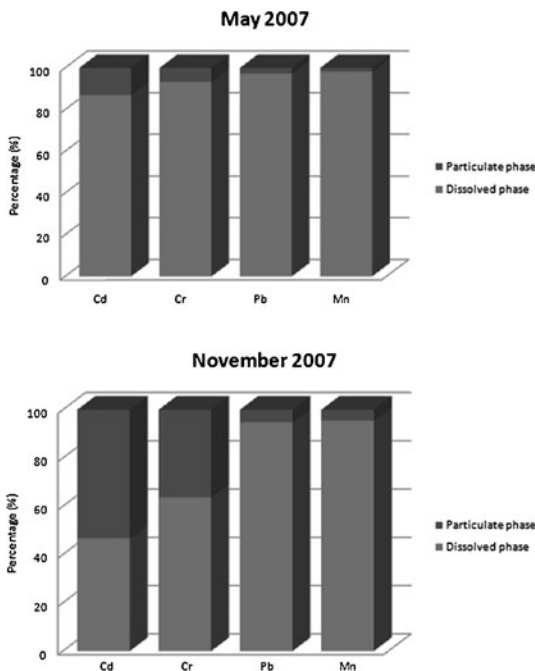 May 2007
Percentage (%)
100
80
60
40
20
0
Cd Cr Pb Mn
Particulate phase
Dissolved phase
November 2007
Percentage (%)
100
80
60
40
20
0
Cd Cr Pb Mn
Particulate phase
Dissolved phase